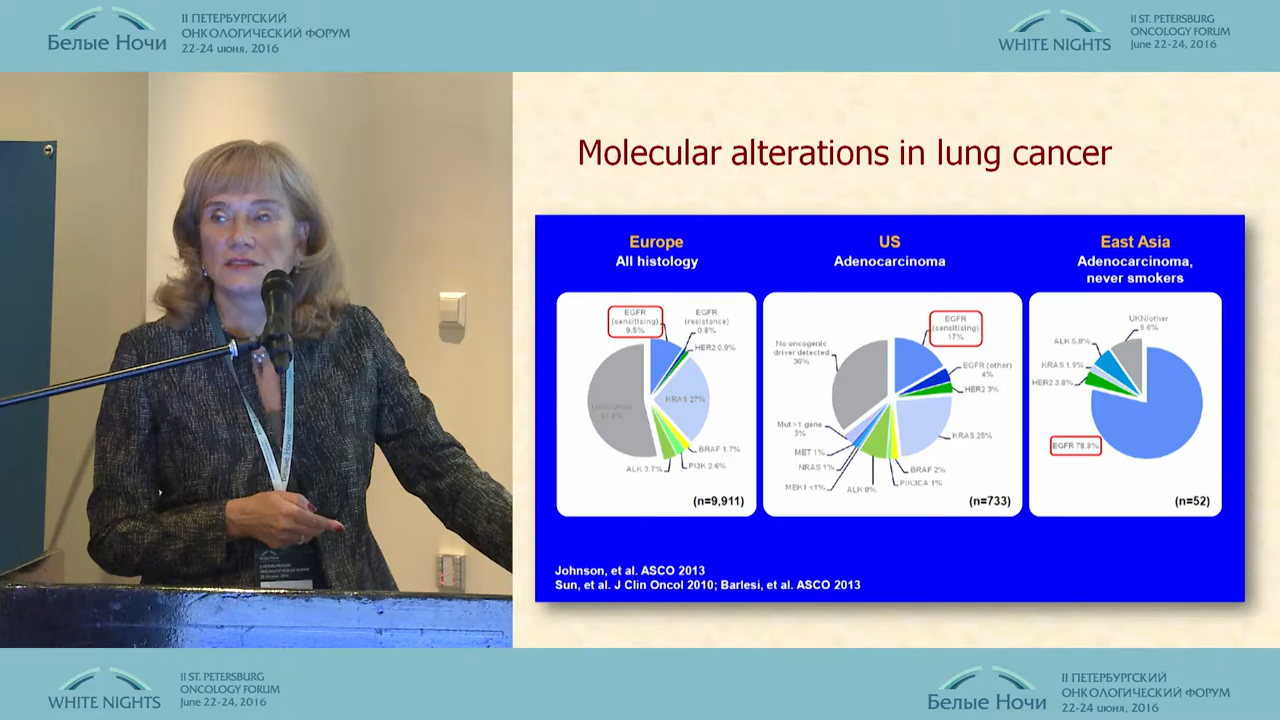 Белые Ночи
II ПЕТЕРБУРГСКИЙ
ОНКОЛОГИЧЕСКИЙ ФОРУМ
22-24 июня, 2016
WHITE NIGHTS
II ST. PETERSBURG
ONCOLOGY FORUM
June 22-24, 2016
Molecular alterations in lung cancer
Europe
All histology
EGFR
(sensitising)
9.5%
EGFR
(resistance)
0.8%
HER2 0.9%
KRAS 27%
BRAF 1.7%
PI3K 2.6%
ALK 3.7%
(n=9,911)
US
Adenocarcinoma
No oncogenic
driver detected
36%
EGFR
(sensitising)
17%
EGFR (other)
4%
HER2 3%
KRAS 25%
BRAF 2%
PIK3CA 1%
ALK 8%
MEK1 <1%
NRAS 1%
MET 1%
Mut >1 gene
3%
(n=733)
East Asia
Adenocarcinoma,
never smokers
UKN/other
9.6%
ALK 5.8%
KRAS 1.9%
HER2 3.8%
EGFR 78.8%
(n=52)
Johnson, et al. ASCO 2013
Sun, et al. J Clin Oncol 2010; Barlesi, et al. ASCO 2013
WHITE NIGHTS
II ST. PETERSBURG
ONCOLOGY FORUM
June 22-24, 2016
Белые Ночи
II ПЕТЕРБУРГСКИЙ
ОНКОЛОГИЧЕСКИЙ ФОРУМ
22-24 июня, 2016